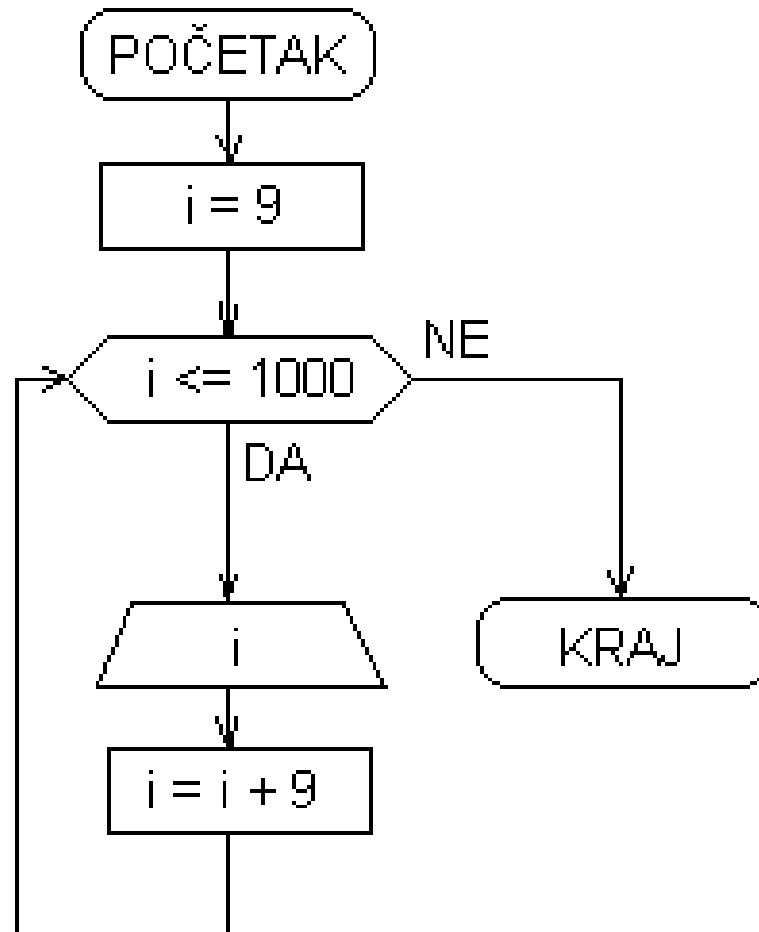 POČETAK
i = 9
i <= 1000
NE
DA
i
KRAJ
i = i + 9